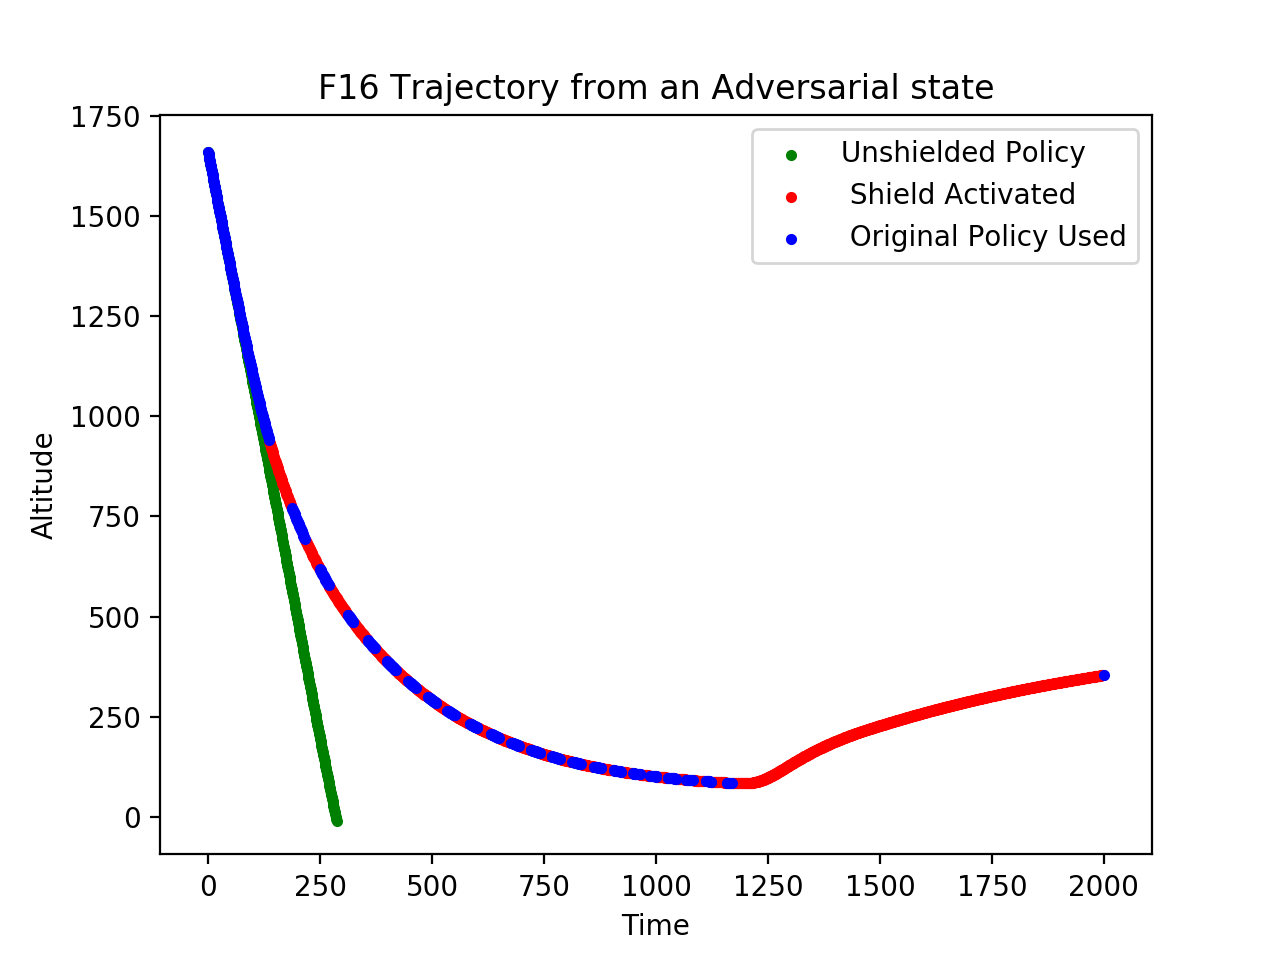 F16 Trajectory from an Adversarial state
1750
1500
1250
1000
750
500
250
0
Altitude
Unshielded Policy
Shield Activated
Original Policy Used
0 250 500 750 1000 1250 1500 1750 2000
Time